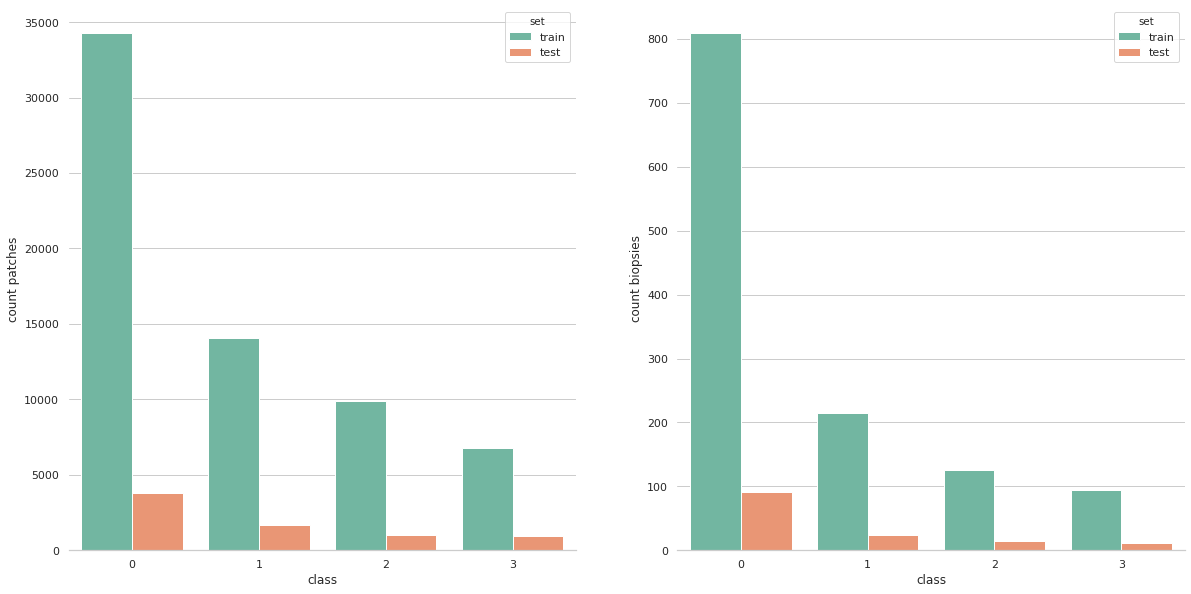 35000
30000
25000
20000
15000
10000
5000
0
count patches
0 1 2 3
class
set
train
test
800
700
600
500
400
300
200
100
0
count biopsies
0 1 2 3
class
set
train
test